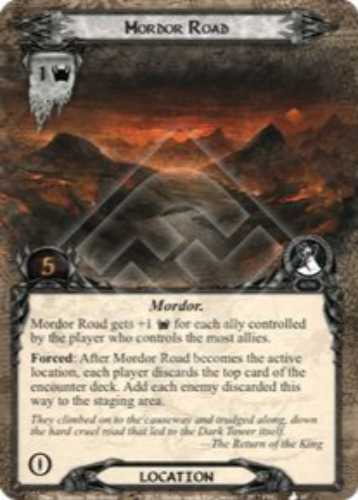 MORDOR ROAD
1
5
Mordor.
Mordor Road gets +1 for each ally controlled
by the player who controls the most allies.
Forced: After Mordor Road becomes the active
location, each player discards the top card of the
encounter deck. Add each enemy discarded this
way to the staging area.
They climbed on to the causeway and trudged along, down
the hard cruel road that led to the Dark Tower itself.
—The Return of the King
LOCATION